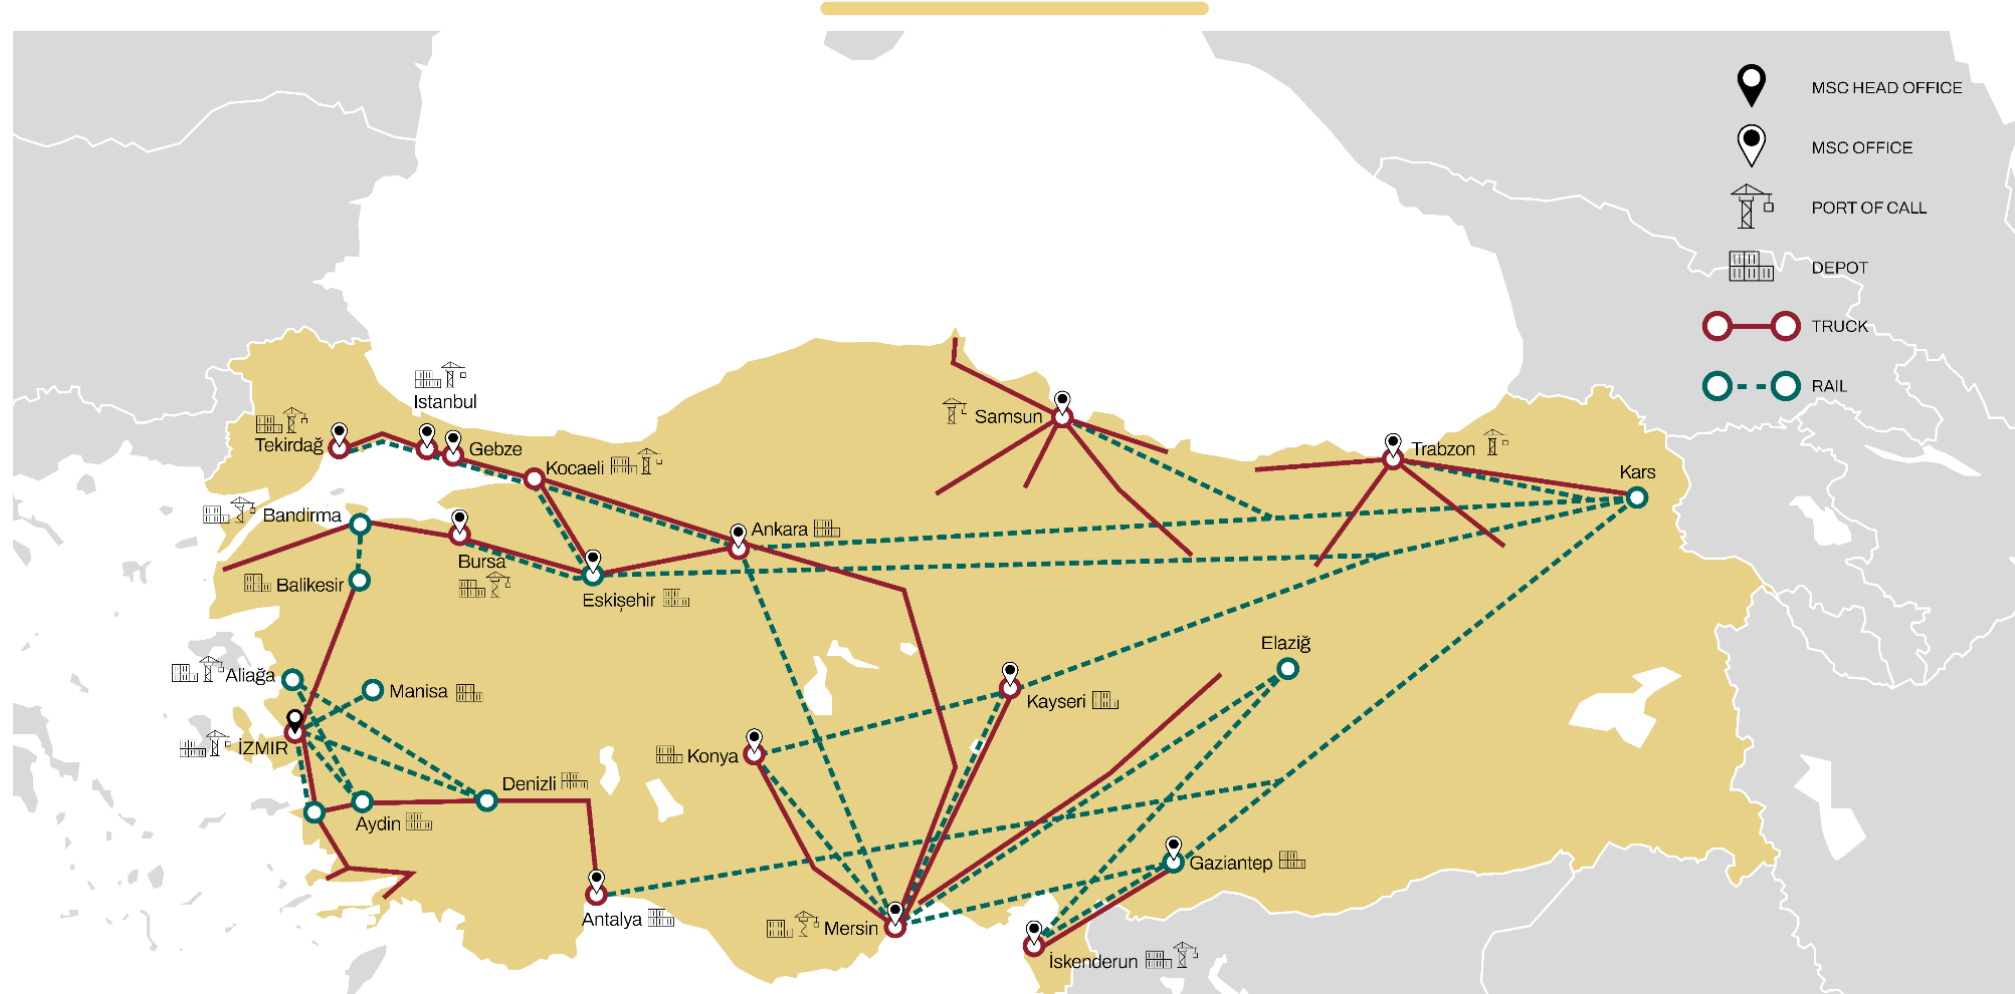 MSC HEAD OFFICE
MSC OFFICE
PORT OF CALL
DEPOT
TRUCK
RAIL
Istanbul
Tekirdağ
Gebze
Samsun
Trabzon
Kocaeli
Kars
Bandirma
Ankara
Bursa
Balikesir
Eskişehir
Elaziğ
Aliağa
Manisa
Kayseri
İZMIR
Konya
Denizli
Aydin
Gaziantep
Antalya
Mersin
İskenderun